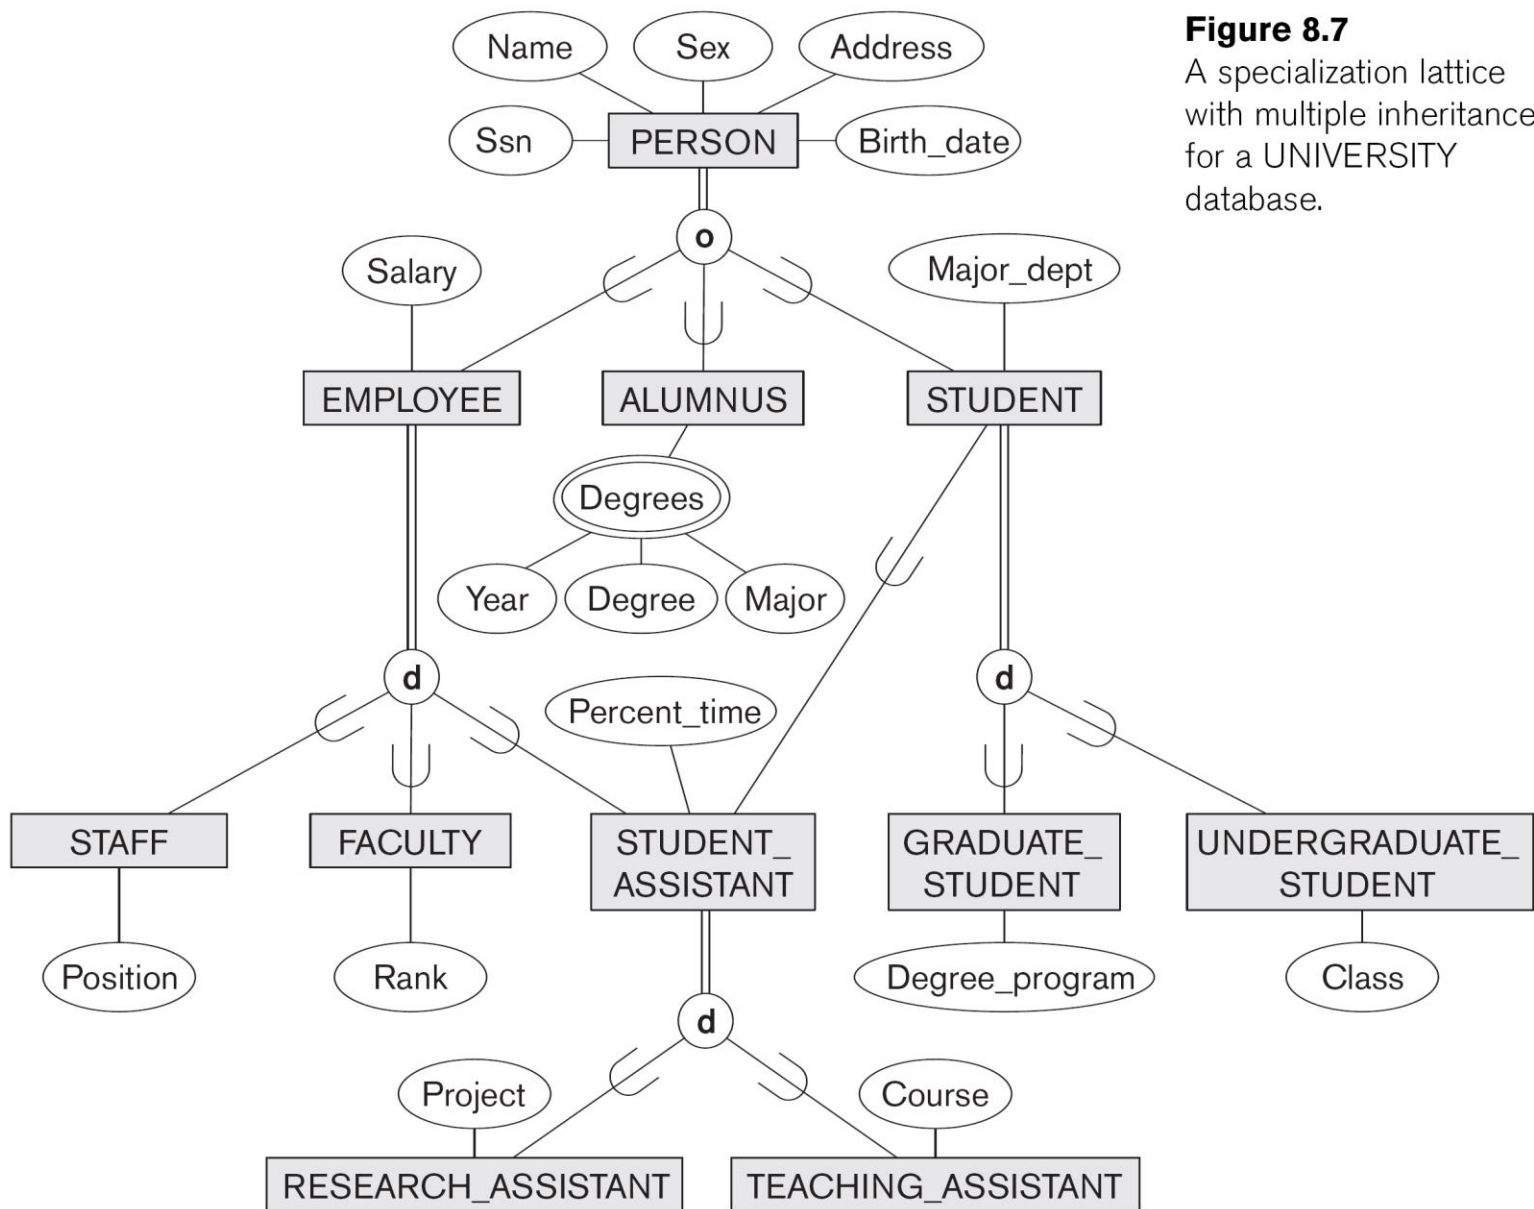 Figure 8.7
A specialization lattice
with multiple inheritance
for a UNIVERSITY
database.
Name
Sex
Address
Ssn
PERSON
Birth_date
o
Salary
Major_dept
EMPLOYEE
ALUMNUS
STUDENT
Degrees
Year
Degree
Major
d
d
Percent_time
STAFF
FACULTY
STUDENT_
ASSISTANT
GRADUATE_
STUDENT
UNDERGRADUATE_
STUDENT
Position
Rank
Degree_program
Class
d
Project
Course
RESEARCH_ASSISTANT
TEACHING_ASSISTANT